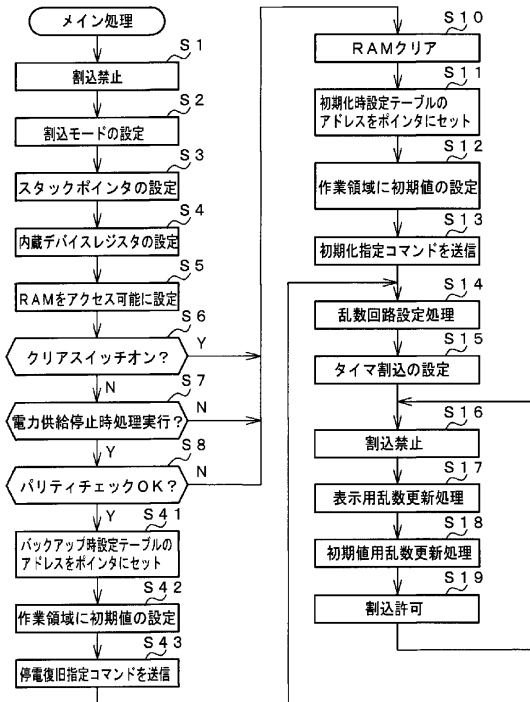 メイン処理
S1
割込禁止
S2
割込モードの設定
S3
スタックポインタの設定
S4
内蔵デバイスレジスタの設定
S5
RAMをアクセス可能に設定
S6
クリアスイッチオン?
Y
N
S7
電力供給停止時処理実行?
N
Y
S8
パリティチェックOK?
N
Y
S41
バックアップ時設定テーブルの
アドレスをポインタにセット
S42
作業領域に初期値の設定
S43
停電復旧指定コマンドを送信
S10
RAMクリア
S11
初期化時設定テーブルの
アドレスをポインタにセット
S12
作業領域に初期値の設定
S13
初期化指定コマンドを送信
S14
乱数回路設定処理
S15
タイマ割込の設定
S16
割込禁止
S17
表示用乱数更新処理
S18
初期値用乱数更新処理
S19
割込許可